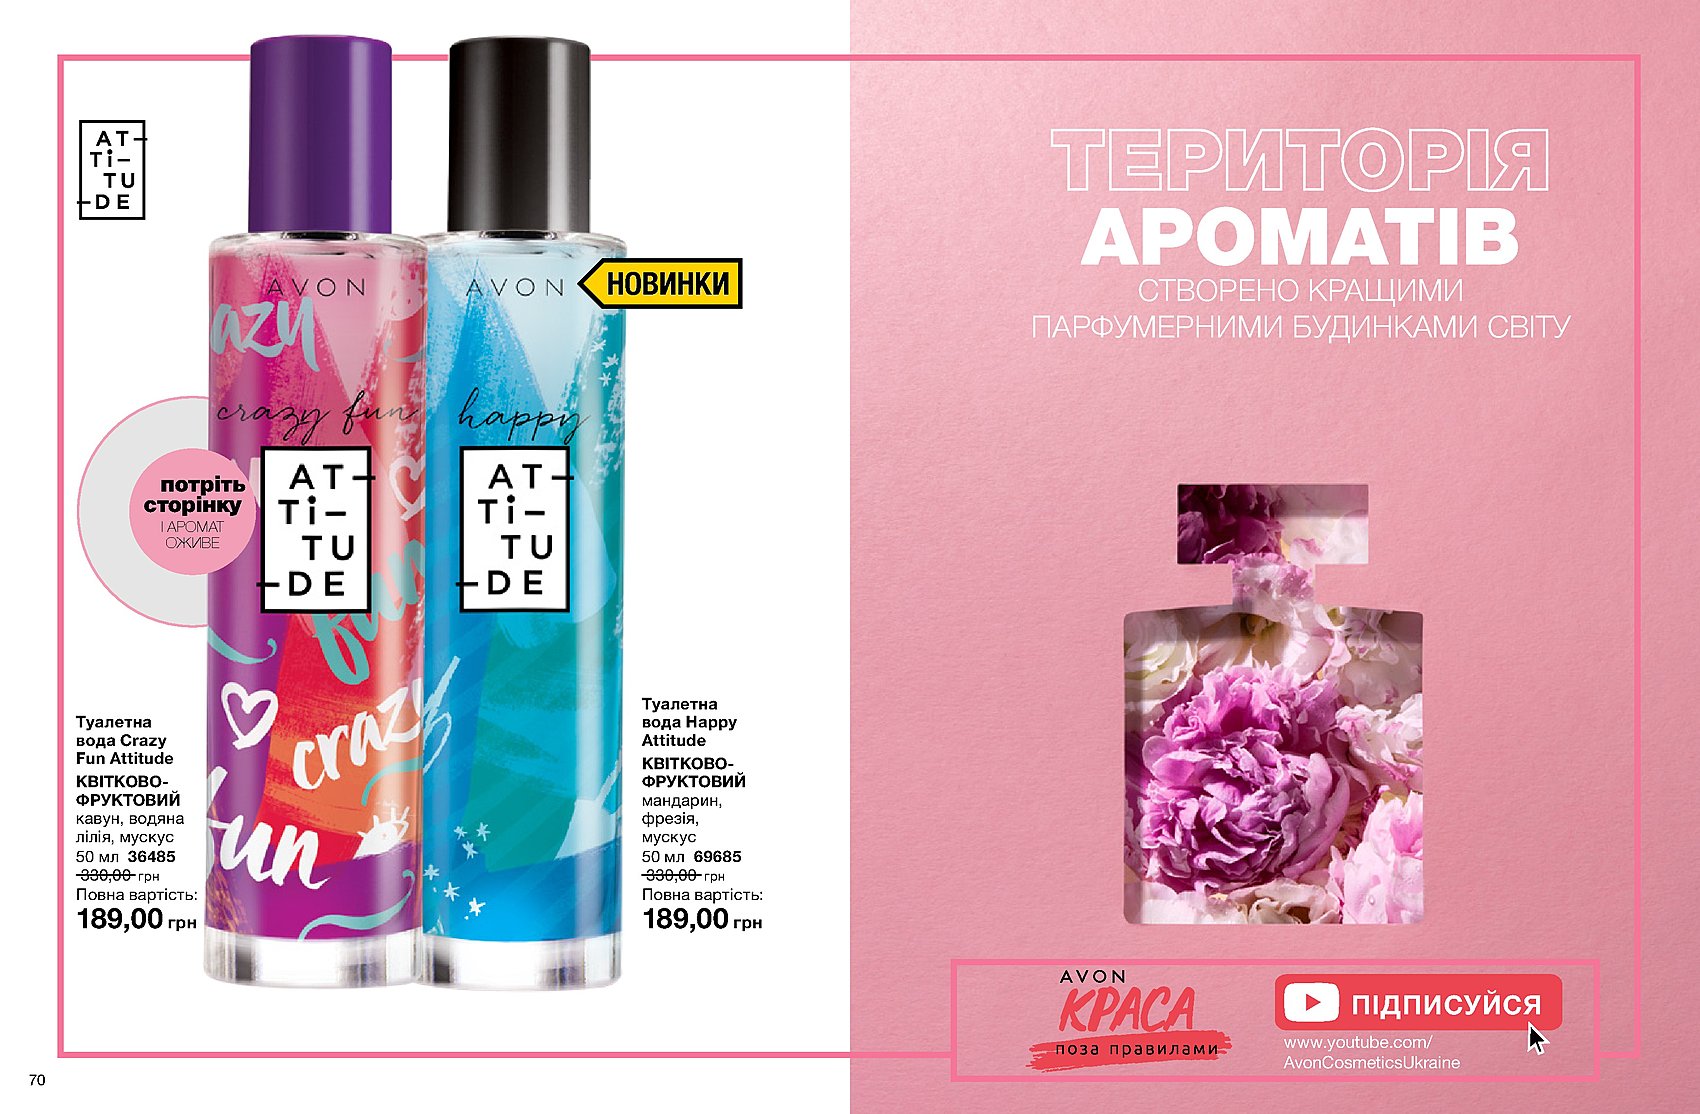 AT
Ti–
TU
–DE
AVON
azy
crazy fun
AT
Ti–
TU
–DE
fun
crazy
fun
AVON
НОВИНКИ
happy
AT
Ti–
TU
–DE
потріть
сторінку
І АРОМАТ
ОЖИВЕ
Туалетна
вода Crazy
Fun Attitude
КВІТКОВО-
ФРУКТОВИЙ
кавун, водяна
лілія, мускус
50 мл 36485
330,00 грн
Повна вартість:
189,00 грн
Туалетна
вода Happy
Attitude
КВІТКОВО-
ФРУКТОВИЙ
мандарин,
фрезія,
мускус
50 мл 69685
330,00 грн
Повна вартість:
189,00 грн
70
ТЕРИТОРІЯ
АРОМАТІВ
СТВОРЕНО КРАЩИМИ
ПАРФУМЕРНИМИ БУДИНКАМИ СВІТУ
AVON
КРАСА
поза правилами
ПІДПИСУЙСЯ
www.youtube.com/
AvonCosmeticsUkraine